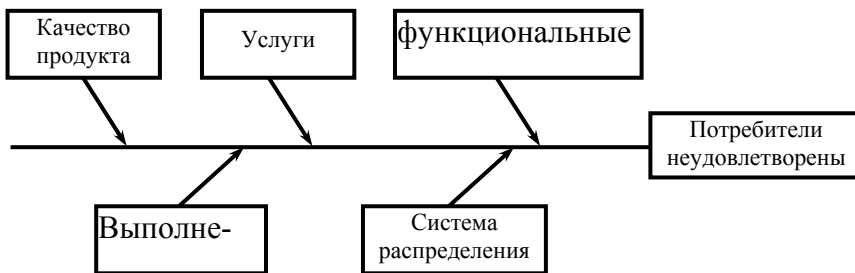 Качество
продукта
Услуги
функциональные
Потребители
неудовлетворены
Выполне-
Система
распределения